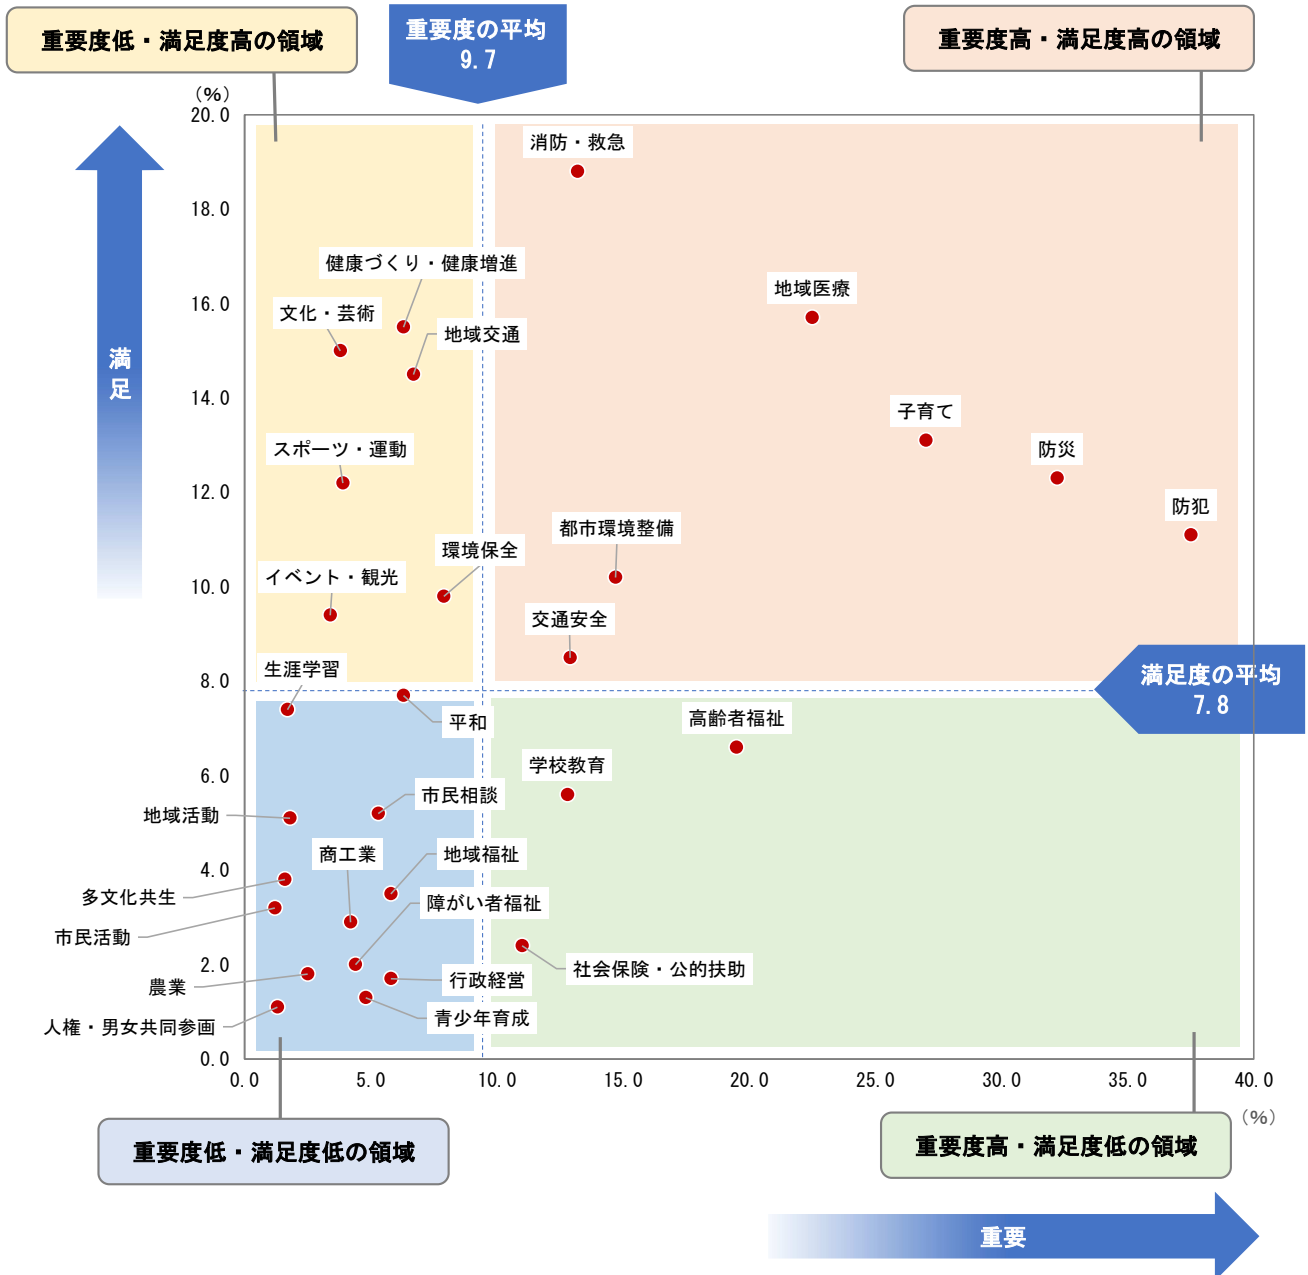 重要度低・満足度高の領域
重要度の平均
9.7
重要度高・満足度高の領域
（%）
20.0
18.0
16.0
14.0
12.0
10.0
8.0
6.0
4.0
2.0
0.0
満足
消防・救急
健康づくり・健康増進
地域医療
文化・芸術
地域交通
子育て
スポーツ・運動
防災
防犯
都市環境整備
環境保全
イベント・観光
交通安全
生涯学習
満足度の平均
7.8
平和
高齢者福祉
学校教育
市民相談
地域活動
商工業
地域福祉
多文化共生
障がい者福祉
市民活動
社会保険・公的扶助
農業
行政経営
青少年育成
人権・男女共同参画
0.0
5.0
10.0
15.0
20.0
25.0
30.0
35.0
40.0
（%）
重要度低・満足度低の領域
重要度高・満足度低の領域
重要